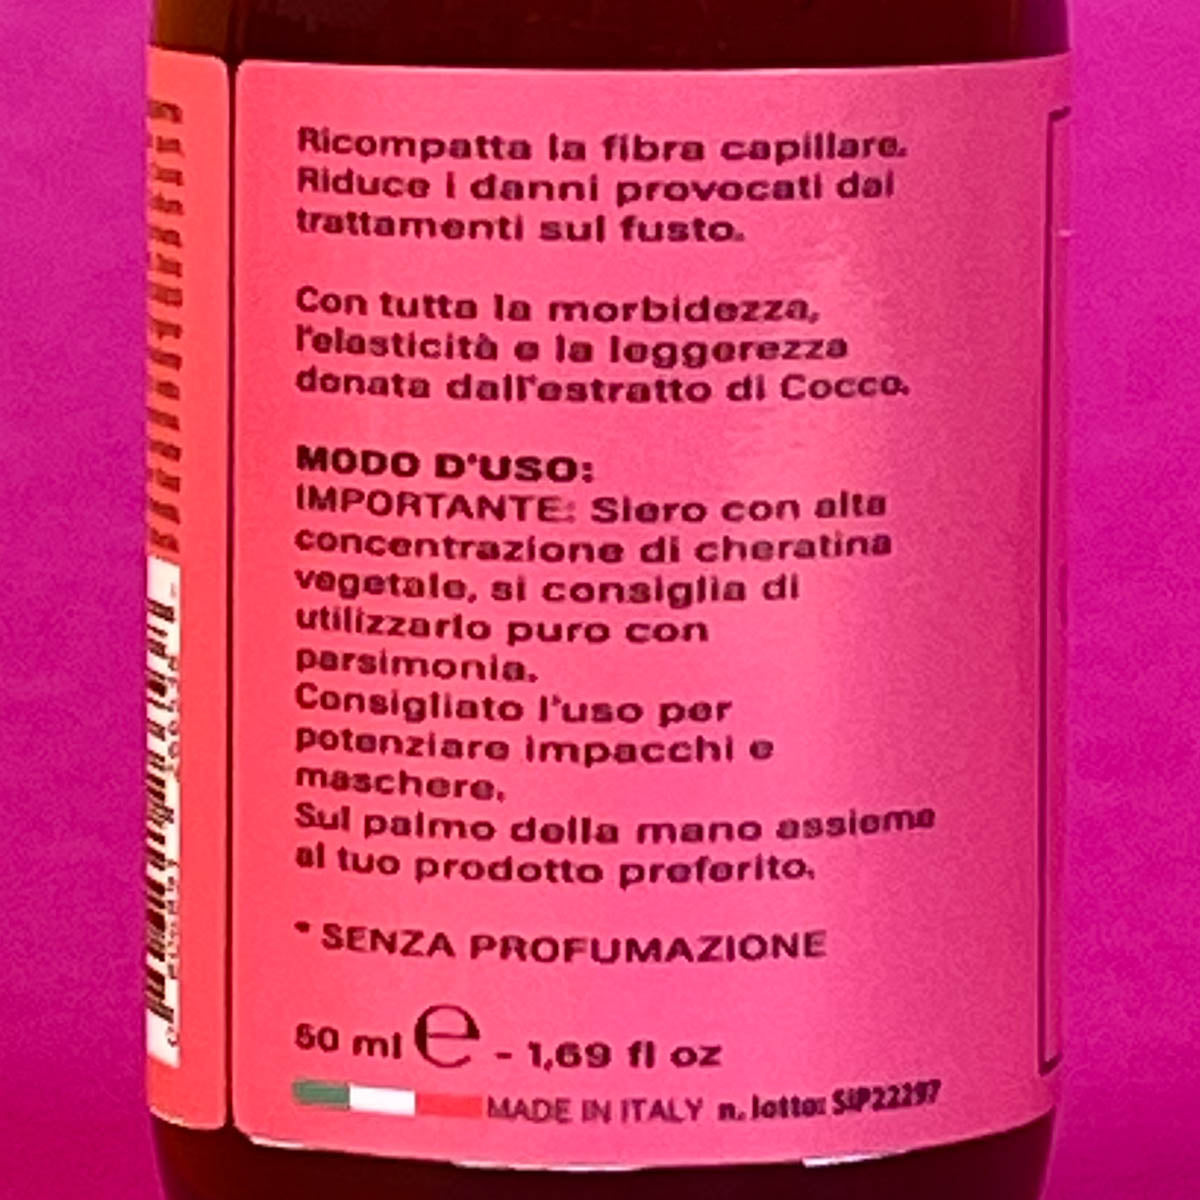 Ricompatta la fibra capillare.
Riduce i danni provocati dai
trattamenti sul fusto.
Con tutta la morbidezza,
l'elasticità e la leggerezza
donata dall'estratto di Cocco.
MODO D'USO:
IMPORTANTE: Siero con alta
concentrazione di cheratina
vegetale, si consiglia di
utilizzarlo puro con
parsimonia.
Consigliato l'uso per
potenziare impacchi e
maschere.
Sul palmo della mano assieme
al tuo prodotto preferito.
* SENZA PROFUMAZIONE
50 ml e - 1,69 fl oz
MADE IN ITALY n. lotto: SIP22297